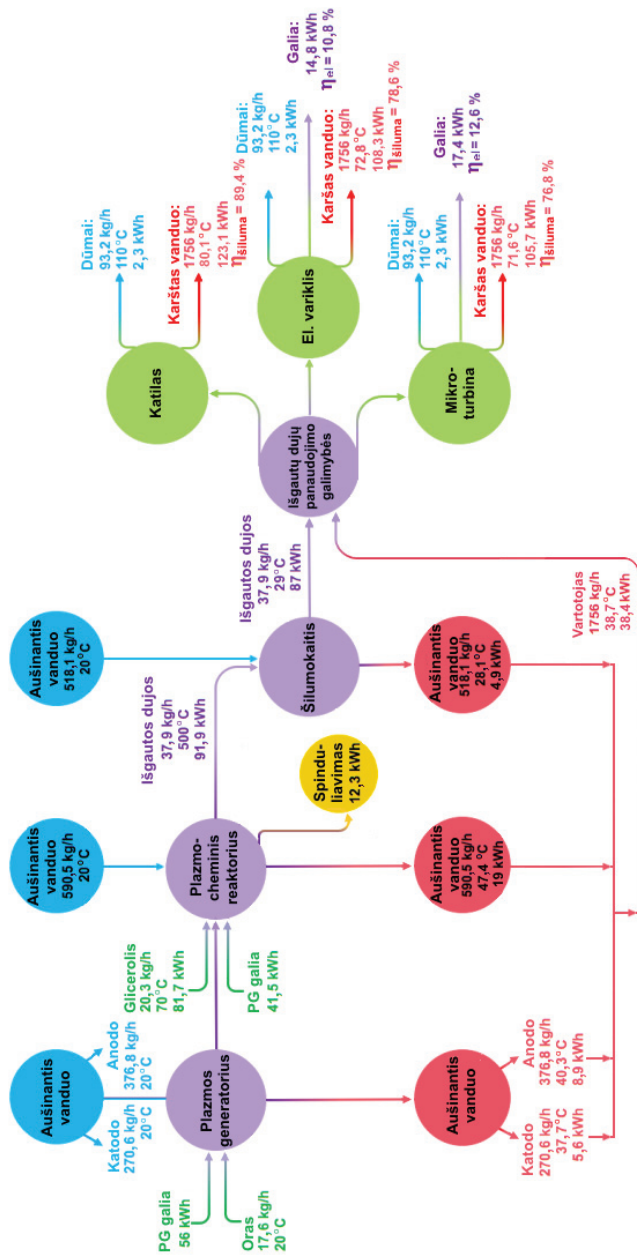 PG galia
56 kWh
Oras
17,6 kg/h
20°C
Aušinantis
vanduo
Katodo
270,6 kg/h
20°C
Anodo
376,8 kg/h
20°C
Plazmos
generatorius
Aušinantis
vanduo
Katodo
270,6 kg/h
37,7°C
5,6 kWh
Anodo
376,8 kg/h
40,3°C
8,9 kWh
Glicerolis
20,3 kg/h
70°C
81,7 kWh
PG galia
41,5 kWh
Aušinantis
vanduo
590,5 kg/h
20°C
Plazmo-
cheminis
reaktorius
Aušinantis
vanduo
590,5 kg/h
47,4 °C
19 kWh
Spindu-
liavimas
12,3 kWh
Išgautos dujos
37,9 kg/h
500°C
91,9 kWh
Aušinantis
vanduo
518,1 kg/h
20°C
Šilumokaitis
Aušinantis
vanduo
518,1 kg/h
28,1°C
4,9 kWh
Išgautos dujos
37,9 kg/h
29°C
87 kWh
Vartotojas
1756 kg/h
38,7°C
38,4 kWh
Išgautų dujų
panaudojimo
galimybės
Katilas
Dūmai:
93,2 kg/h
110°C
2,3 kWh
Karštas vanduo:
1756 kg/h
80,1°C
123,1 kWh
ηšiluma = 89,4 %
El. variklis
Dūmai:
93,2 kg/h
110°C
2,3 kWh
Galia:
14,8 kWh
ηel = 10,8 %
Karšas vanduo:
1756 kg/h
72,8°C
108,3 kWh
ηšiluma = 78,6 %
Mikro-
turbina
Dūmai:
93,2 kg/h
110°C
2,3 kWh
Galia:
17,4 kWh
ηel = 12,6 %
Karšas vanduo:
1756 kg/h
71,6°C
105,7 kWh
ηšiluma = 76,8 %